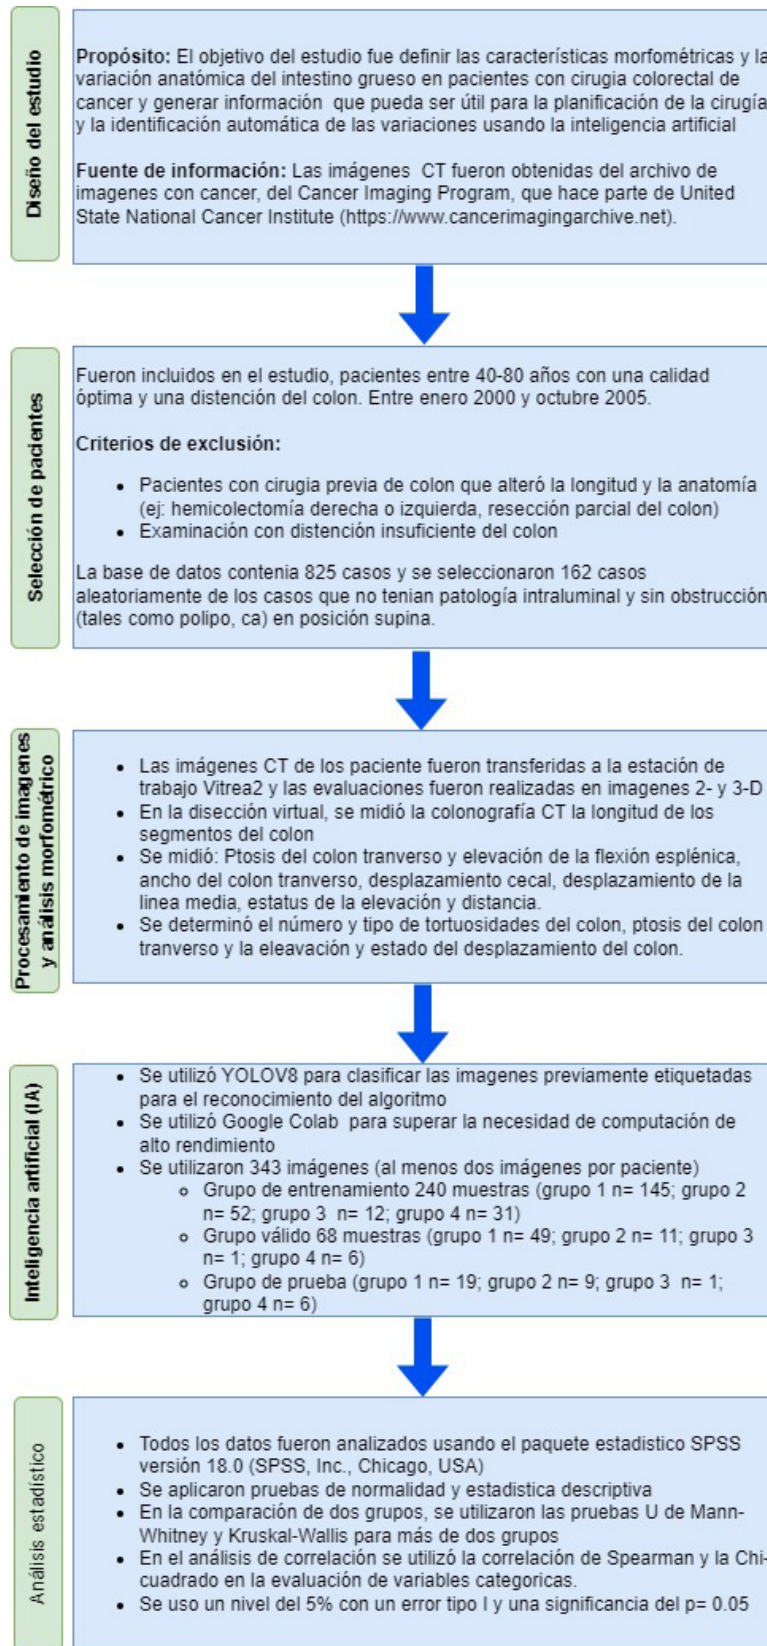 Diseño del estudio
Propósito: El objetivo del estudio fue definir las características morfométricas y la
variación anatómica del intestino grueso en pacientes con cirugia colorectal de
cancer y generar información que pueda ser útil para la planificación de la cirugía
y la identificación automática de las variaciones usando la inteligencia artificial
Fuente de información: Las imágenes CT fueron obtenidas del archivo de
imagenes con cancer, del Cancer Imaging Program, que hace parte de United
State National Cancer Institute (https://www.cancerimagingarchive.net).
Selección de pacientes
Fueron incluidos en el estudio, pacientes entre 40-80 años con una calidad
óptima y una distención del colon. Entre enero 2000 y octubre 2005.
Criterios de exclusión:
• Pacientes con cirugia previa de colon que alteró la longitud y la anatomía
(ej: hemicolectomía derecha o izquierda, resección parcial del colon)
• Examinación con distención insuficiente del colon
La base de datos contenia 825 casos y se seleccionaron 162 casos
aleatoriamente de los casos que no tenian patología intraluminal y sin obstrucción
(tales como polipo, ca) en posición supina.
Procesamiento de imagenes
y análisis morfométrico
• Las imágenes CT de los paciente fueron transferidas a la estación de
trabajo Vitrea2 y las evaluaciones fueron realizadas en imagenes 2- y 3-D
• En la disección virtual, se midió la colonografía CT la longitud de los
segmentos del colon
• Se midió: Ptosis del colon tranverso y elevación de la flexión esplénica,
ancho del colon tranverso, desplazamiento cecal, desplazamiento de la
linea media, estatus de la elevación y distancia.
• Se determinó el número y tipo de tortuosidades del colon, ptosis del colon
tranverso y la eleavación y estado del desplazamiento del colon.
Inteligencia artificial (IA)
• Se utilizó YOLOV8 para clasificar las imagenes previamente etiquetadas
para el reconocimiento del algoritmo
• Se utilizó Google Colab para superar la necesidad de computación de
alto rendimiento
• Se utilizaron 343 imágenes (al menos dos imágenes por paciente)
○ Grupo de entrenamiento 240 muestras (grupo 1 n= 145; grupo 2
n= 52; grupo 3 n= 12; grupo 4 n= 31)
○ Grupo válido 68 muestras (grupo 1 n= 49; grupo 2 n= 11; grupo 3
n= 1; grupo 4 n= 6)
○ Grupo de prueba (grupo 1 n= 19; grupo 2 n= 9; grupo 3 n= 1;
grupo 4 n= 6)
Análisis estadístico
• Todos los datos fueron analizados usando el paquete estadistico SPSS
versión 18.0 (SPSS, Inc., Chicago, USA)
• Se aplicaron pruebas de normalidad y estadistica descriptiva
• En la comparación de dos grupos, se utilizaron las pruebas U de Mann-
Whitney y Kruskal-Wallis para más de dos grupos
• En el análisis de correlación se utilizó la correlación de Spearman y la Chi-
cuadrado en la evaluación de variables categoricas.
• Se uso un nivel del 5% con un error tipo I y una significancia del p= 0.05